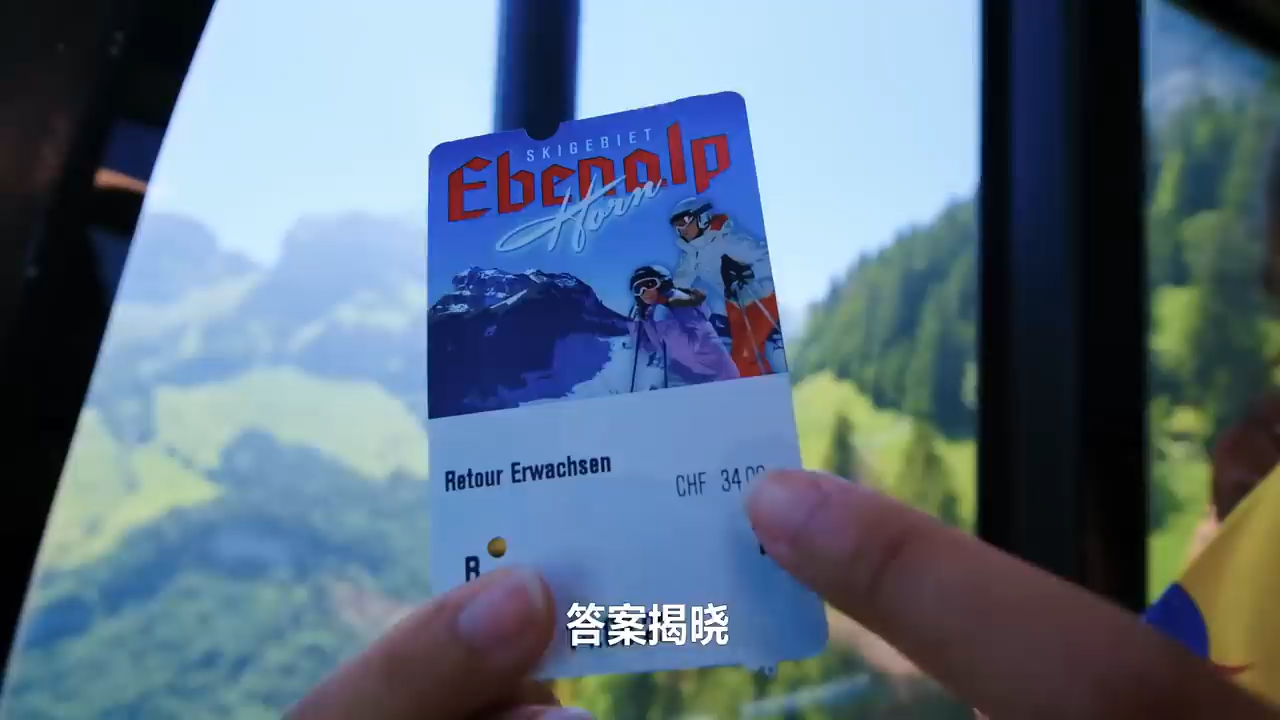 SKIGEBIET
Ebenalp
Horn
Retour Erwachsen
CHF 34.00
R
答案揭晓